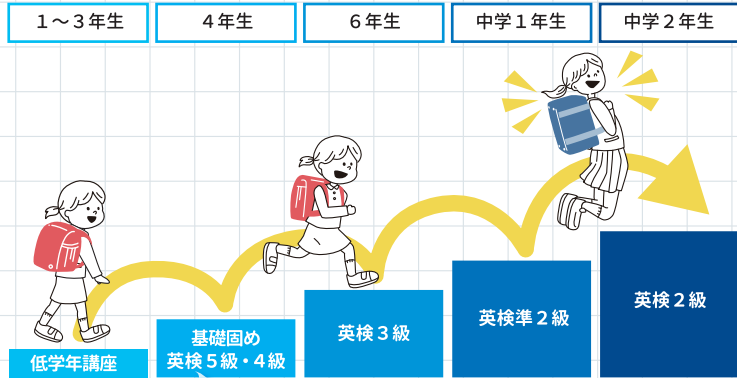 １〜３年生
４年生
６年生
中学１年生
中学２年生
低学年講座
基礎固め
英検５級・４級
英検３級
英検準２級
英検２級